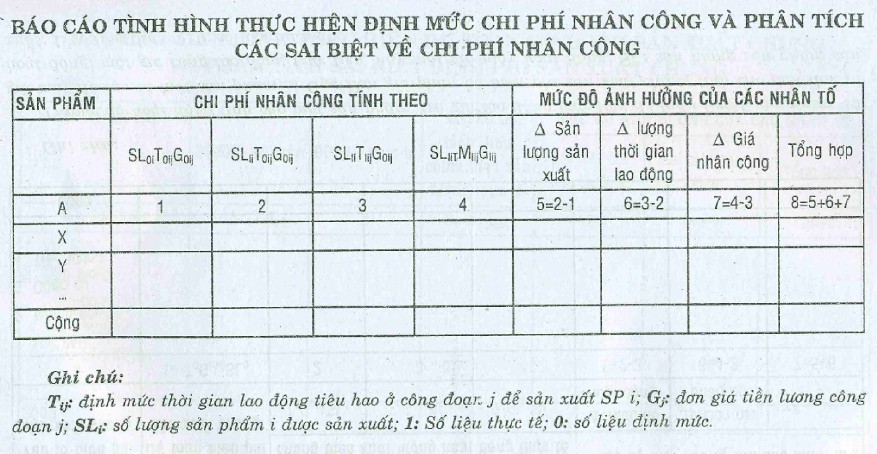 BÁO CÁO TÌNH HÌNH THỰC HIỆN ĐỊNH MỨC CHI PHÍ NHÂN CÔNG VÀ PHÂN TÍCH
CÁC SAI BIỆT VỀ CHI PHÍ NHÂN CÔNG
SẢN PHẨM CHI PHÍ NHÂN CÔNG TÍNH THEO MỨC ĐỘ ẢNH HƯỞNG CỦA CÁC NHÂN TỐ
SL0iT0ijG0ij SLIiT0ijG0ij SLIiTIijG0ij SLIiTMIijGIij Δ Sản lượng sản xuất Δ lượng thời gian lao động Δ Giá nhân công Tổng hợp
A 1 2 3 4 5=2-1 6=3-2 7=4-3 8=5+6+7
X
Y
...
Cộng
Ghi chú:
Tij: định mức thời gian lao động tiêu hao ở công đoạn j để sản xuất SP i; Gj: đơn giá tiền lương công
đoạn j; SLi: số lượng sản phẩm i được sản xuất; 1: Số liệu thực tế; 0: số liệu định mức.